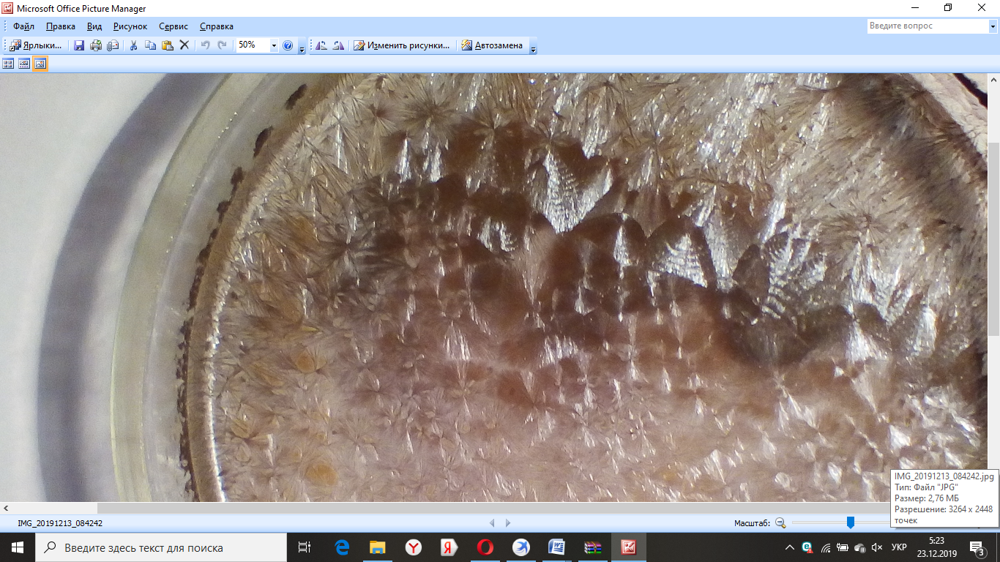 Microsoft Office Picture Manager
Файл Правка Вид Рисунок Сервис Справка
Введите вопрос
Ярлыки... 50% Изменить рисунки... Автозамена
IMG_20191213_084242.jpg
Тип: Файл "JPG"
Размер: 2,76 МБ
Разрешение: 3264 x 2448
точек
IMG_20191213_084242
Масштаб:
Введите здесь текст для поиска
УКР
5:23
23.12.2019
3